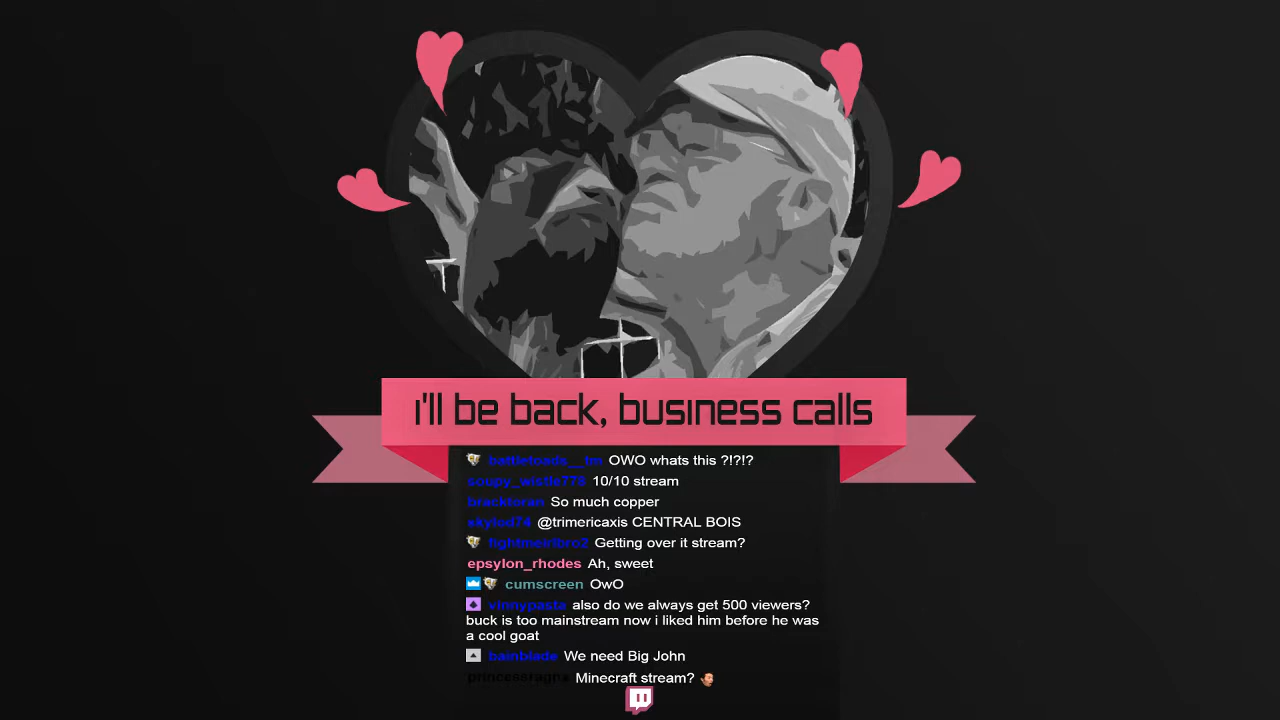 i'll be back, business calls
battletoads__tm OWO whats this ?!?!?
soupy_wistle778 10/10 stream
bracktoran So much copper
skylod74 @trimericaxis CENTRAL BOIS
fightmeirlbro2 Getting over it stream?
epsylon_rhodes Ah, sweet
cumscreen OwO
vinnypasta also do we always get 500 viewers?
buck is too mainstream now i liked him before he was
a cool goat
bainblade We need Big John
princessragna Minecraft stream?